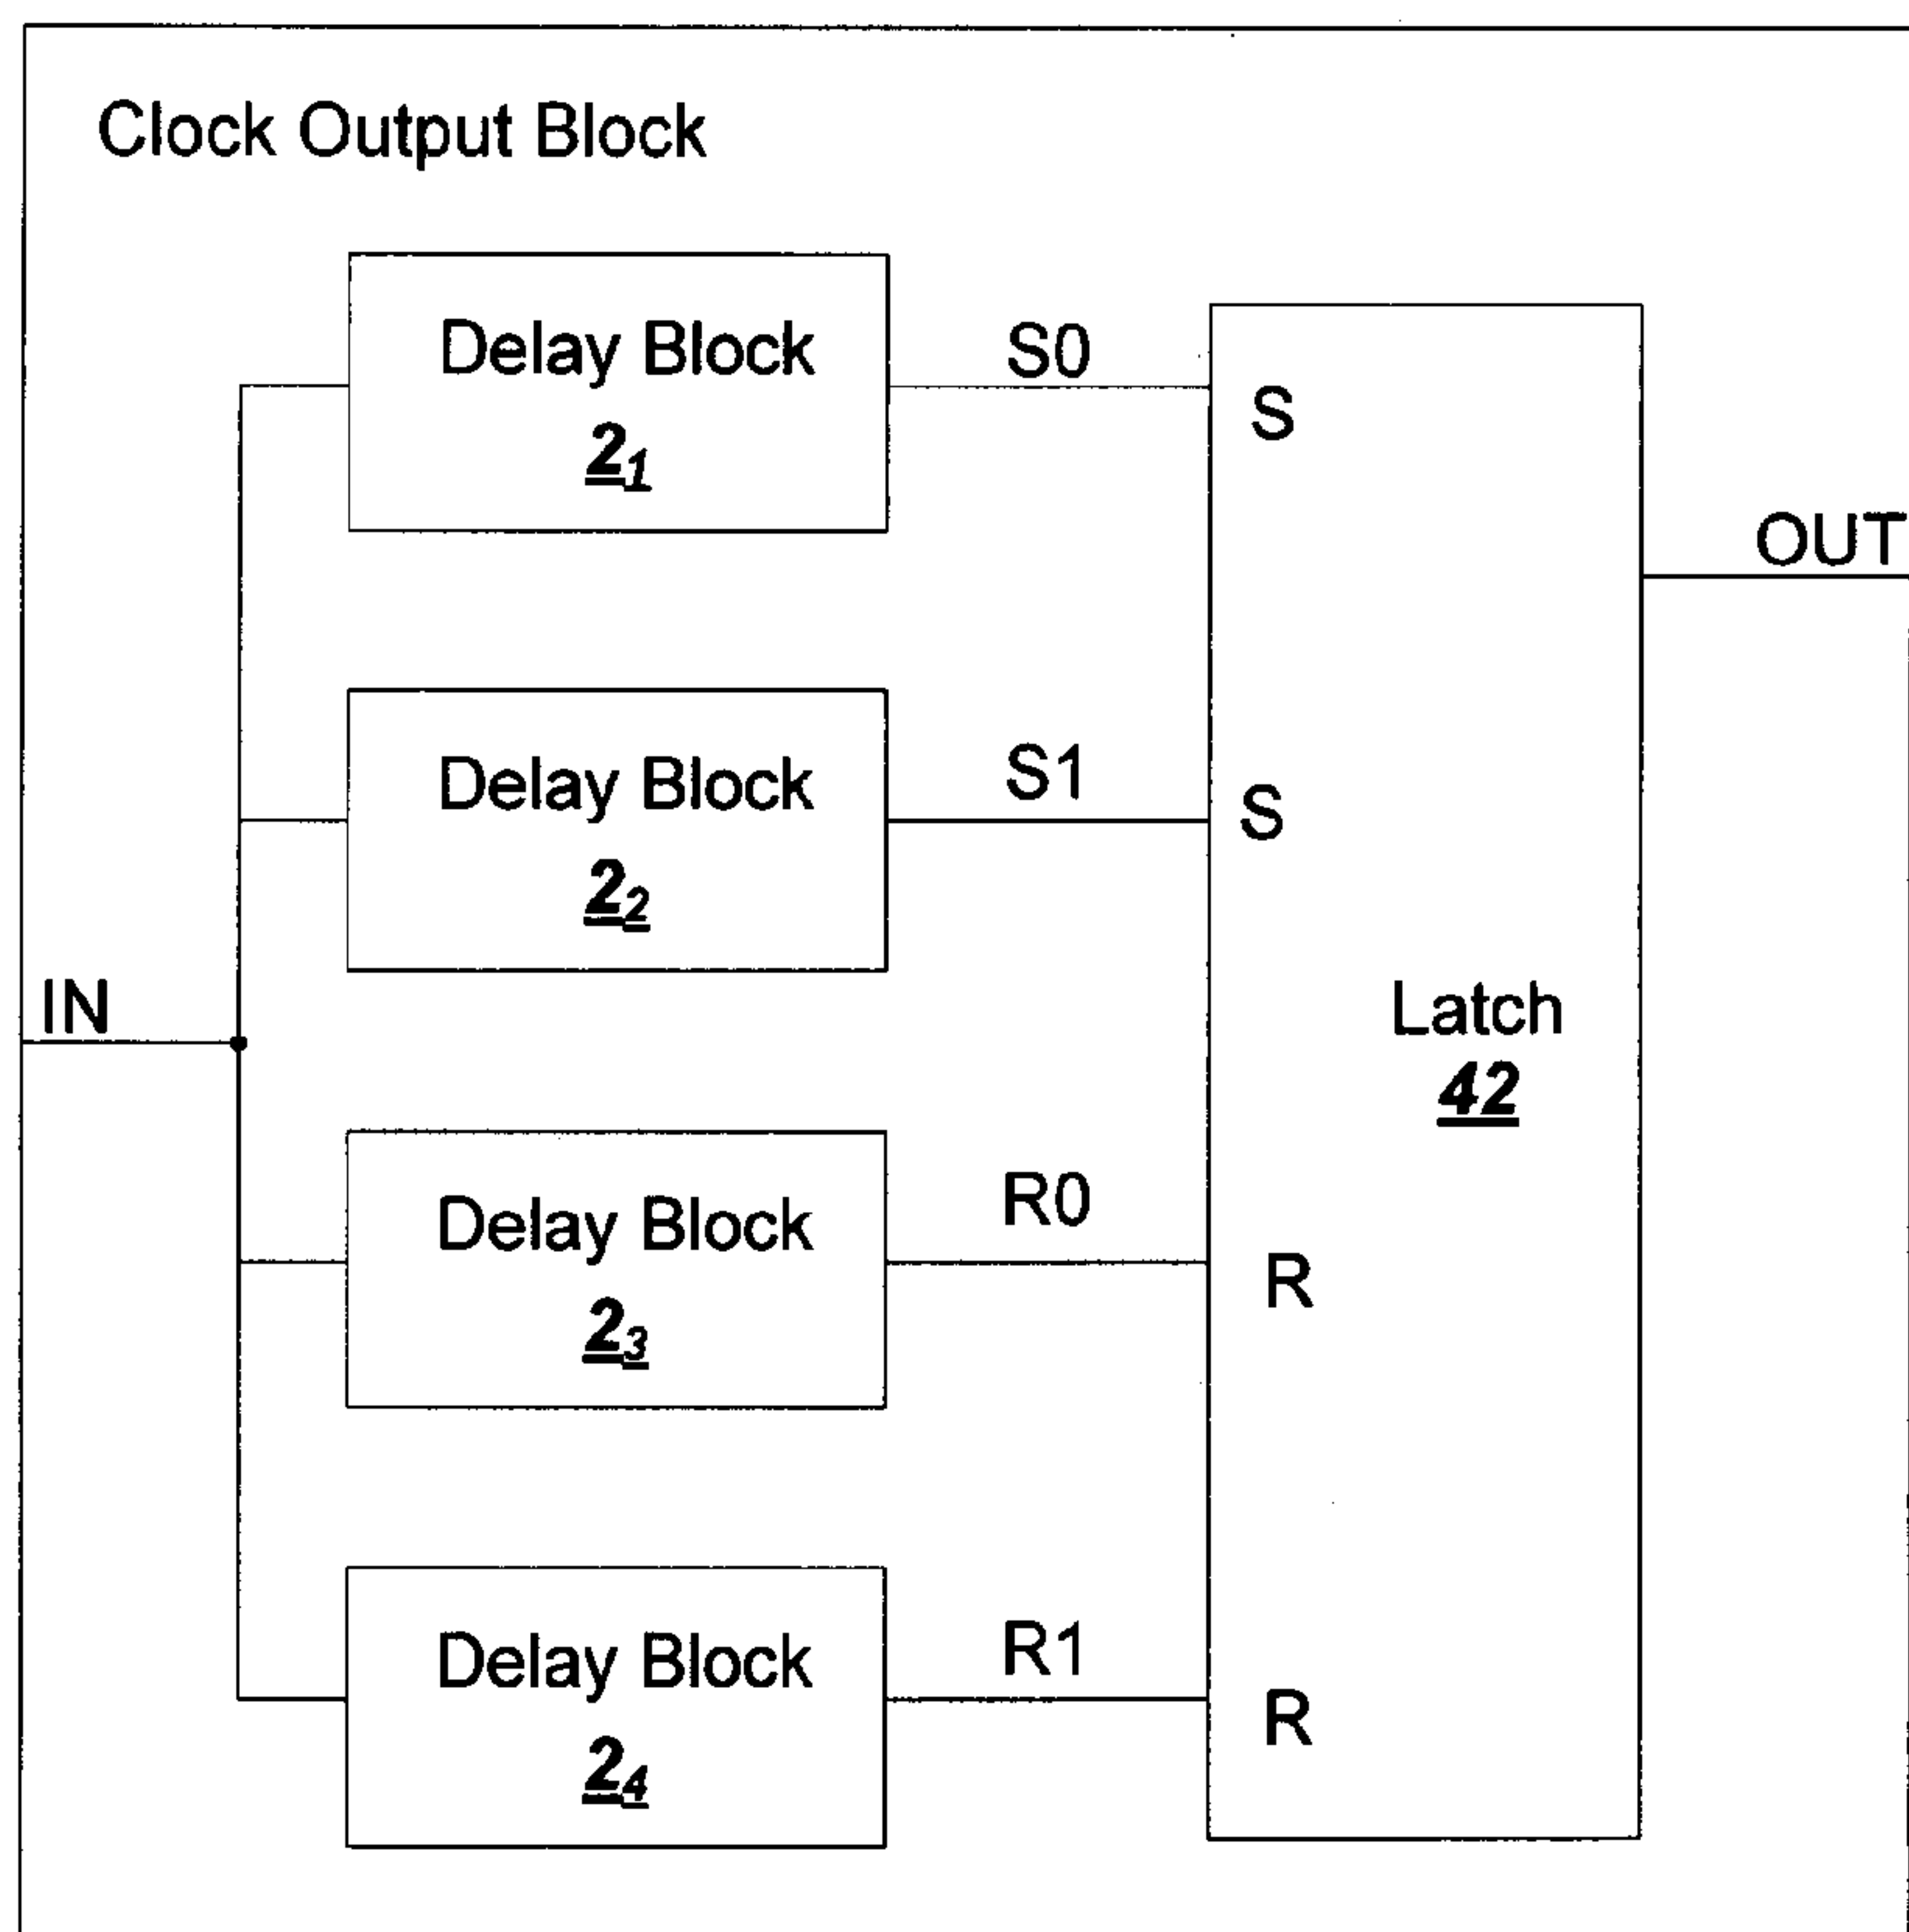 Clock Output Block
Delay Block
2₁
S0
S
OUT
Delay Block
2₂
S1
S
IN
Latch
42
Delay Block
2₃
R0
R
Delay Block
2₄
R1
R